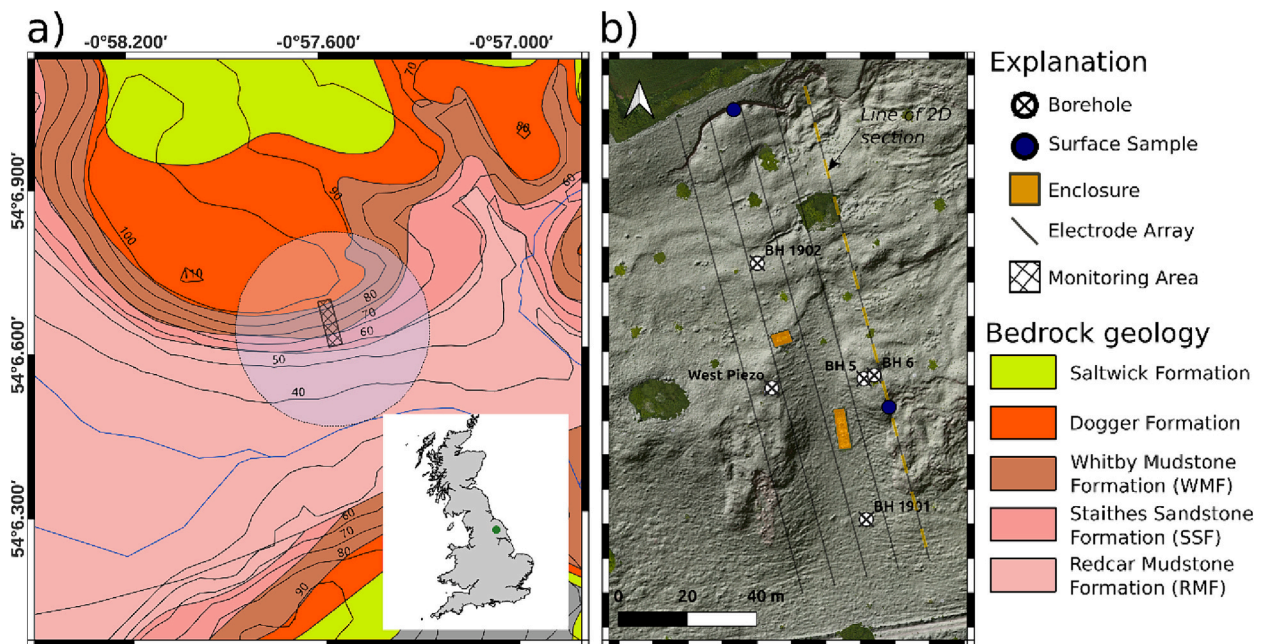 a)
-0°58.200' -0°57.600' -0°57.000'
54°6.900'
54°6.600'
54°6.300'
70
90
90
60
100
110
80
70
60
50
40
60
70
80
90
b)
Line of 2D
section
BH 1902
West Piezo
BH 5
BH 6
BH 1901
0 20 40 m
Explanation
Borehole
Surface Sample
Enclosure
Electrode Array
Monitoring Area
Bedrock geology
Saltwick Formation
Dogger Formation
Whitby Mudstone
Formation (WMF)
Staithes Sandstone
Formation (SSF)
Redcar Mudstone
Formation (RMF)